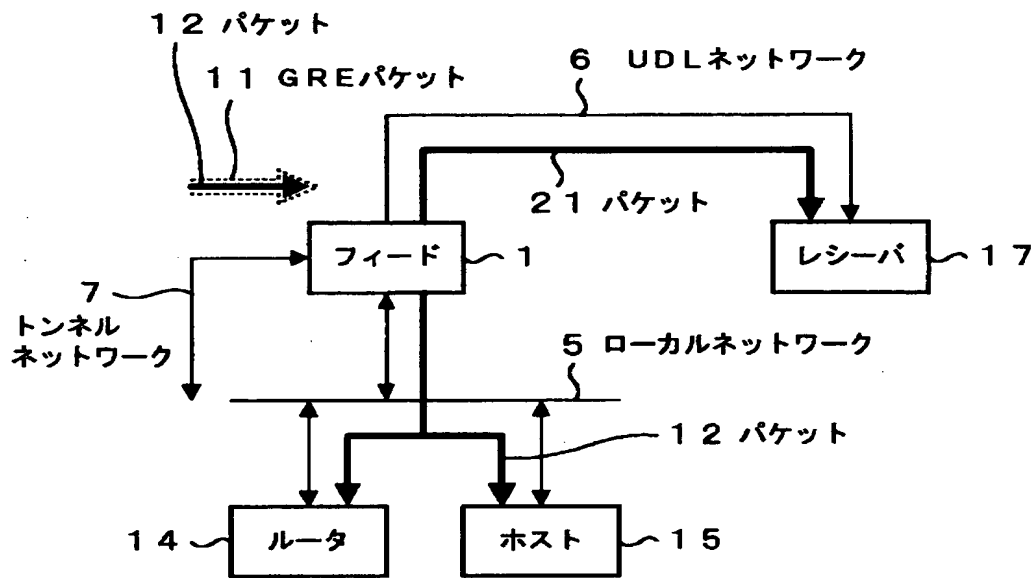 １２ パケット
１１ GREパケット
６ UDLネットワーク
２１ パケット
フィード
１
レシーバ
１７
７
トンネル
ネットワーク
５ ローカルネットワーク
１２ パケット
１４
ルータ
ホスト
１５